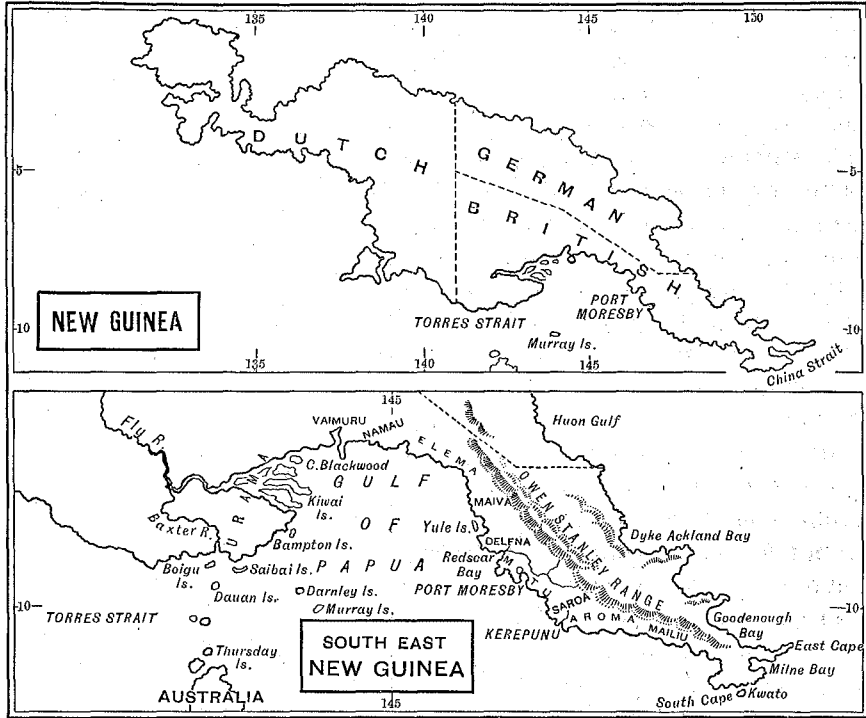 135 140 145 150
DUTCH
GERMAN
BRITISH
5 5
NEW GUINEA
PORT
MORESBY
TORRES STRAIT
Murray Is.
10 10
135 140 145
China Strait
145
Fly R.
VAIMURU
NAMAU
ELEMA
Huon Gulf
URAMA
C. Blackwood
GULF
OF
PAPUA
Kiwai
Is.
MAIVA
OWEN STANLEY RANGE
Baxter R.
Bampton Is.
Yule Is.
DELENA
Dyke Ackland Bay
Boigu
Is.
Saibai Is.
Redscar
Bay
MOTU
Dauan Is.
Darnley Is.
PORT MORESBY
10 10
Murray Is.
SAROA
TORRES STRAIT
KEREPUNU
AROMA
MAILIU
Goodenough
Bay
East Cape
Thursday
Is.
SOUTH EAST
NEW GUINEA
Milne Bay
AUSTRALIA
145
South Cape
Kwato